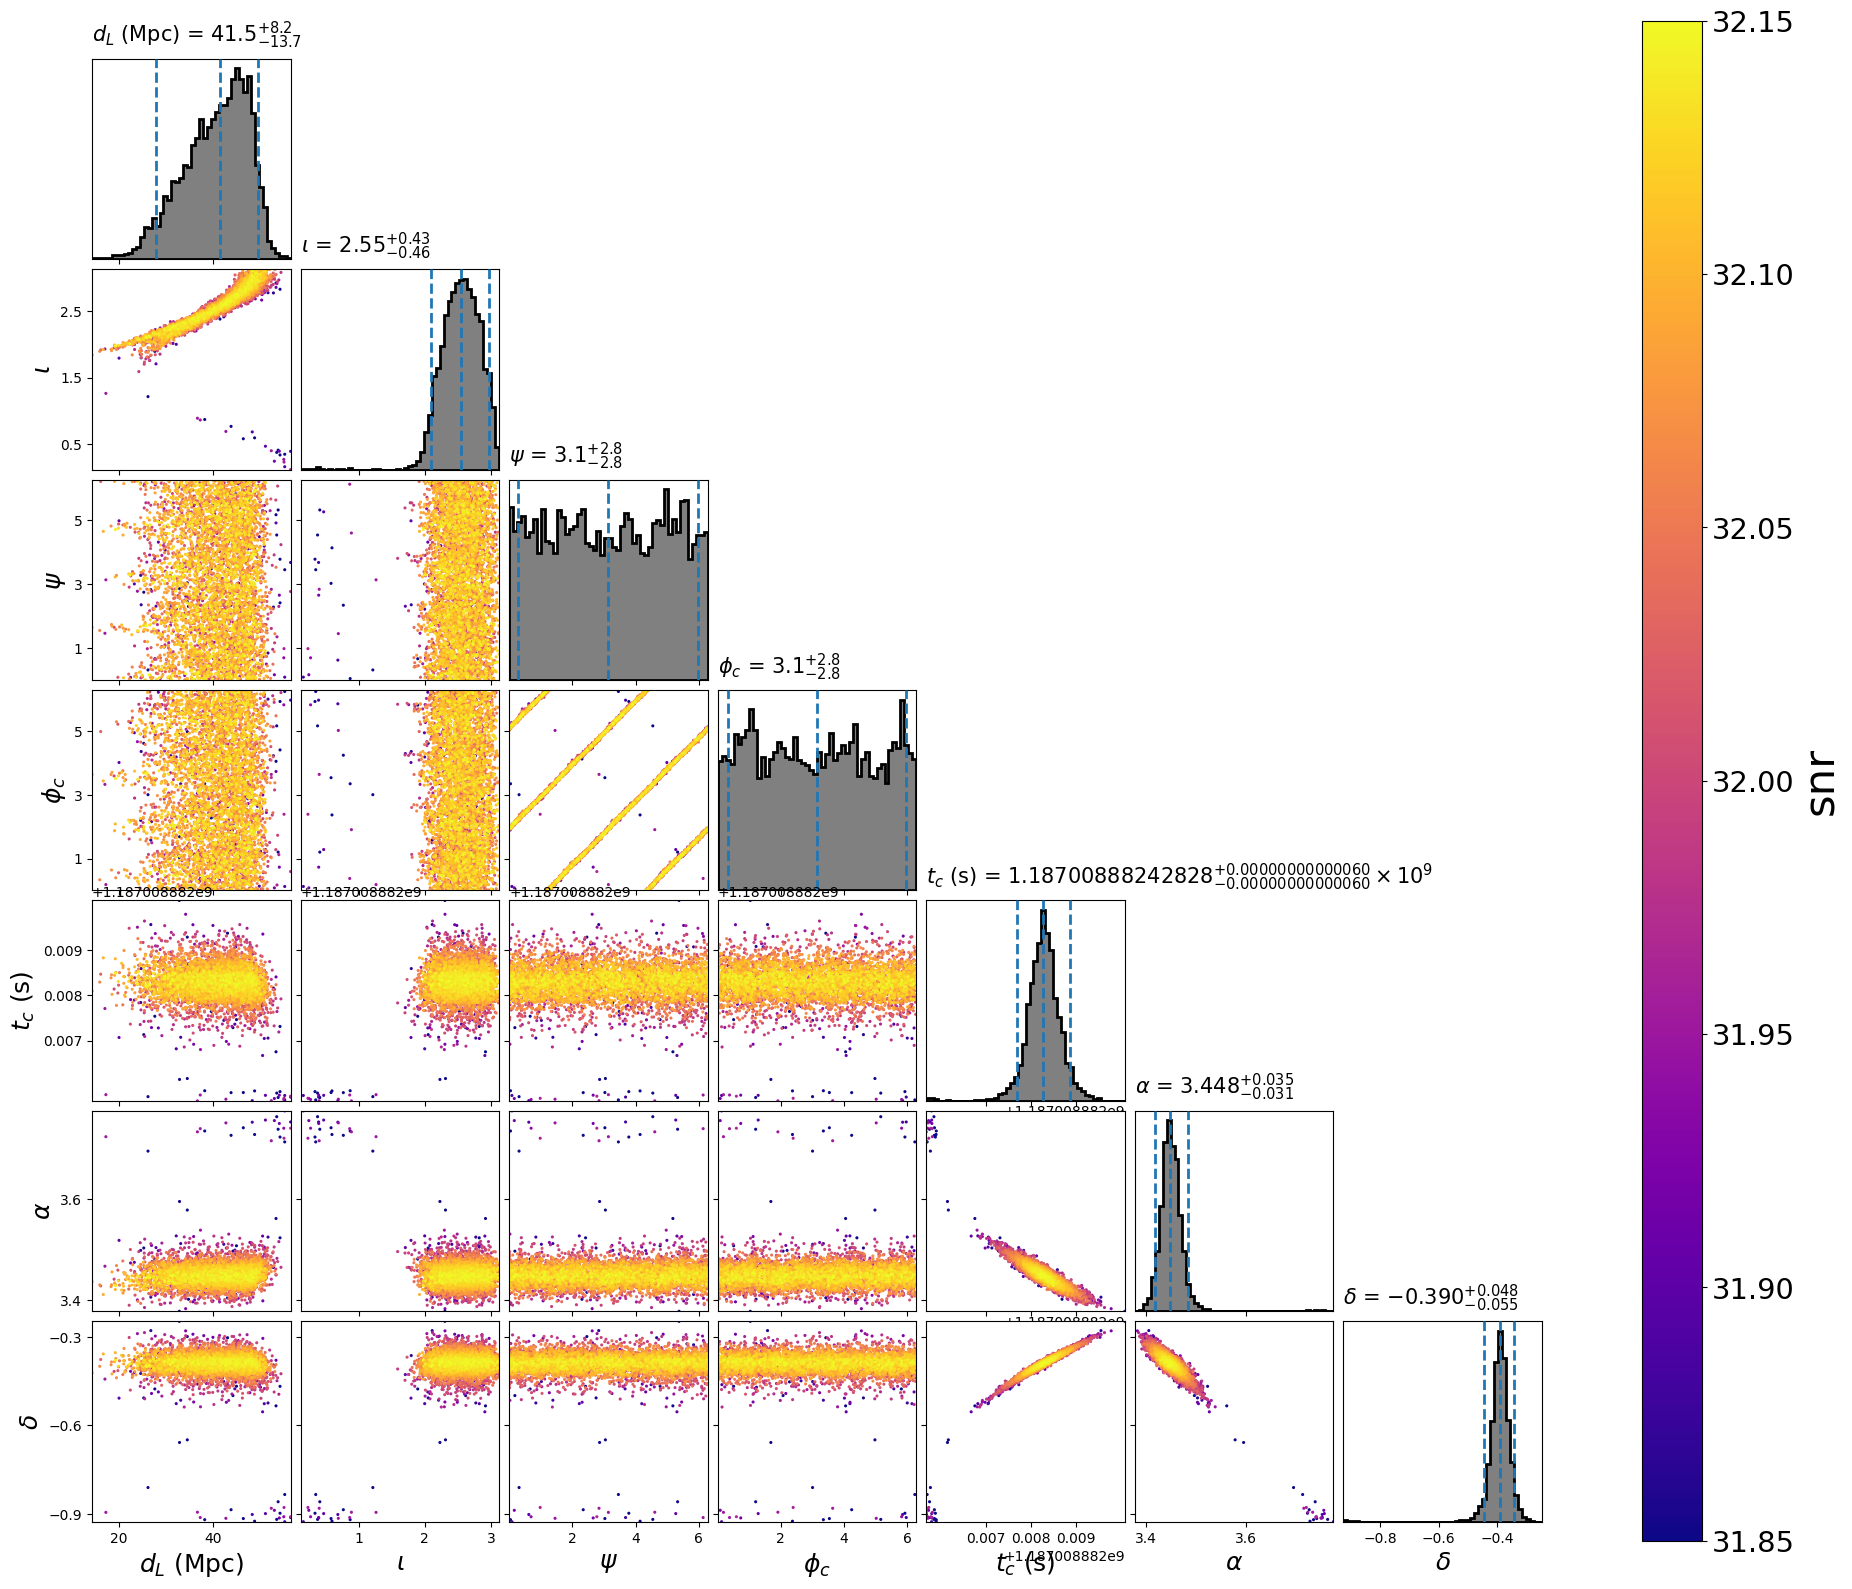 d_L (Mpc) = 41.5^{+8.2}_{-13.7}
ι = 2.55^{+0.43}_{-0.46}
ι
2.5
1.5
0.5
ψ = 3.1^{+2.8}_{-2.8}
ψ
5
3
1
ϕ_c = 3.1^{+2.8}_{-2.8}
ϕ_c
5
3
1
t_c (s) = 1.18700888242828^{+0.00000000000060}_{-0.00000000000060} × 10^9
+1.187008882e9 +1.187008882e9 +1.187008882e9 +1.187008882e9
t_c (s)
0.009
0.008
0.007
α = 3.448^{+0.035}_{-0.031}
+1.187008882e9
α
3.6
3.4
δ = −0.390^{+0.048}_{-0.055}
+1.187008882e9
δ
−0.3
−0.6
−0.9
20 40 1 2 3 2 4 6 2 4 6 0.007 0.008 0.009 3.4 3.6 −0.8 −0.6 −0.4
+1.187008882e9
d_L (Mpc) ι ψ ϕ_c t_c (s) α δ
32.15
32.10
32.05
32.00
31.95
31.90
31.85
snr